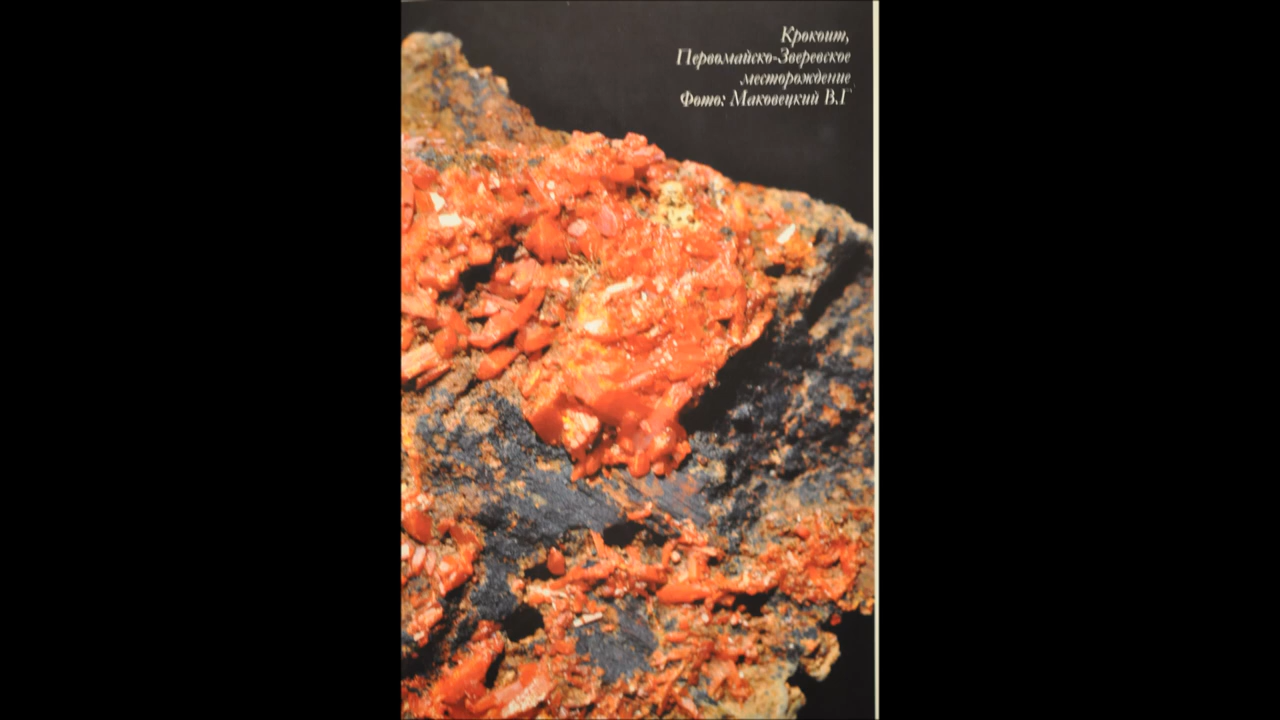 Крокоит,
Первомайско-Зверевское
месторождение
Фото: Маковецкий В.Г